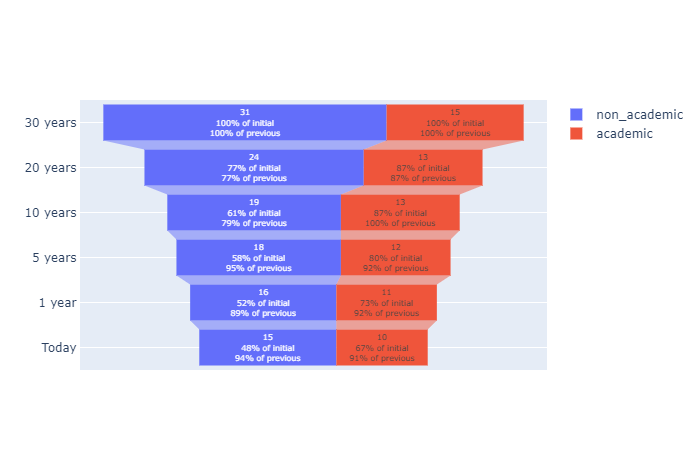 31 15
100% of initial 100% of initial
100% of previous 100% of previous
30 years
non_academic
academic
24 13
77% of initial 87% of initial
77% of previous 87% of previous
20 years
19 13
61% of initial 87% of initial
79% of previous 100% of previous
10 years
18 12
58% of initial 80% of initial
95% of previous 92% of previous
5 years
16 11
52% of initial 73% of initial
89% of previous 92% of previous
1 year
15 10
48% of initial 67% of initial
94% of previous 91% of previous
Today